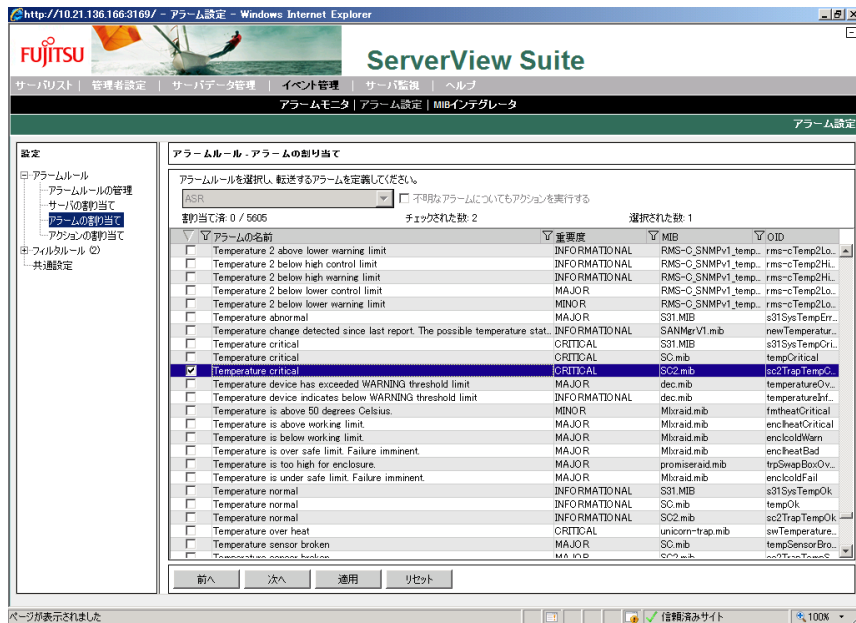 http://10.21.136.166:3169/ - アラーム設定 - Windows Internet Explorer
FUJITSU
ServerView Suite
サーバリスト | 管理者設定 | サーバデータ管理 | イベント管理 | サーバ監視 | ヘルプ
アラームモニタ | アラーム設定 | MIBインテグレータ
アラーム設定
設定
アラームルール
アラームルールの管理
サーバの割り当て
アラームの割り当て
アクションの割り当て
フィルタルール (2)
共通設定
アラームルール - アラームの割り当て
アラームルールを選択し、転送するアラームを定義してください。
ASR 不明なアラームについてもアクションを実行する
割り当て済: 0 / 5605 チェックされた数: 2 選択された数: 1
アラームの名前 重要度 MIB OID
Temperature 2 above lower warning limit INFORMATIONAL RMS-C_SNMPv1_temp... rms-cTemp2Lo...
Temperature 2 below high control limit INFORMATIONAL RMS-C_SNMPv1_temp... rms-cTemp2Hi...
Temperature 2 below high warning limit INFORMATIONAL RMS-C_SNMPv1_temp... rms-cTemp2Hi...
Temperature 2 below lower control limit MAJOR RMS-C_SNMPv1_temp... rms-cTemp2Lo...
Temperature 2 below lower warning limit MINOR RMS-C_SNMPv1_temp... rms-cTemp2Lo...
Temperature abnormal MAJOR S31.MIB s31SysTempErr...
Temperature change detected since last report. The possible temperature stat... INFORMATIONAL SANMgrV1.mib newTemperatur...
Temperature critical CRITICAL S31.MIB s31SysTempCri...
Temperature critical CRITICAL SC.mib tempCritical
Temperature critical CRITICAL SC2.mib sc2TrapTempC...
Temperature device has exceeded WARNING threshold limit MAJOR dec.mib temperatureOv...
Temperature device indicates below WARNING threshold limit INFORMATIONAL dec.mib temperatureInf...
Temperature is above 50 degrees Celsius. MINOR Mlxraid.mib fmtheatCritical
Temperature is above working limit. MAJOR Mlxraid.mib enclheatCritical
Temperature is below working limit. MAJOR Mlxraid.mib enclcoldWarn
Temperature is over safe limit. Failure imminent. MAJOR Mlxraid.mib enclheatBad
Temperature is too high for enclosure. MAJOR promiseraid.mib trpSwapBoxOv...
Temperature is under safe limit. Failure imminent. MAJOR Mlxraid.mib enclcoldFail
Temperature normal INFORMATIONAL S31.MIB s31SysTempOk
Temperature normal INFORMATIONAL SC.mib tempOk
Temperature normal INFORMATIONAL SC2.mib sc2TrapTempOk
Temperature over heat CRITICAL unicorn-trap.mib swTemperature...
Temperature sensor broken MAJOR SC.mib tempSensorBro...
Temperature sensor broken MAJOR SC2.mib sc2TrapTempS...
前へ 次へ 適用 リセット
ページが表示されました 信頼済みサイト 100%